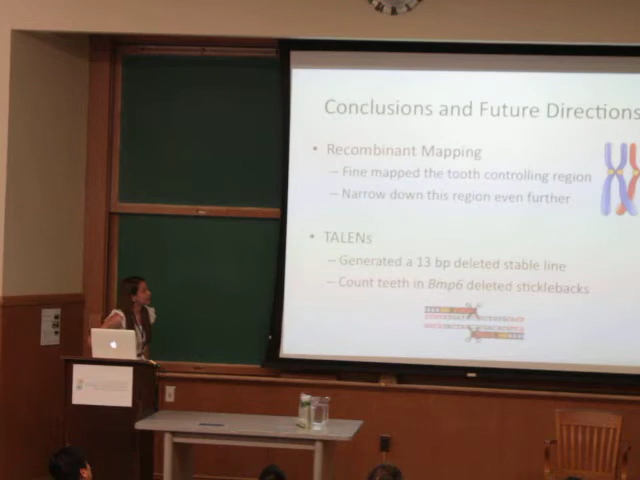 Conclusions and Future Directions
• Recombinant Mapping
– Fine mapped the tooth controlling region
– Narrow down this region even further
• TALENs
– Generated a 13 bp deleted stable line
– Count teeth in Bmp6 deleted sticklebacks